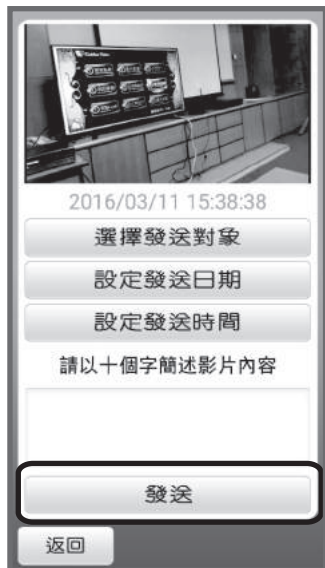 2016/03/11 15:38:38
選擇發送對象
設定發送日期
設定發送時間
請以十個字簡述影片內容
發送
返回